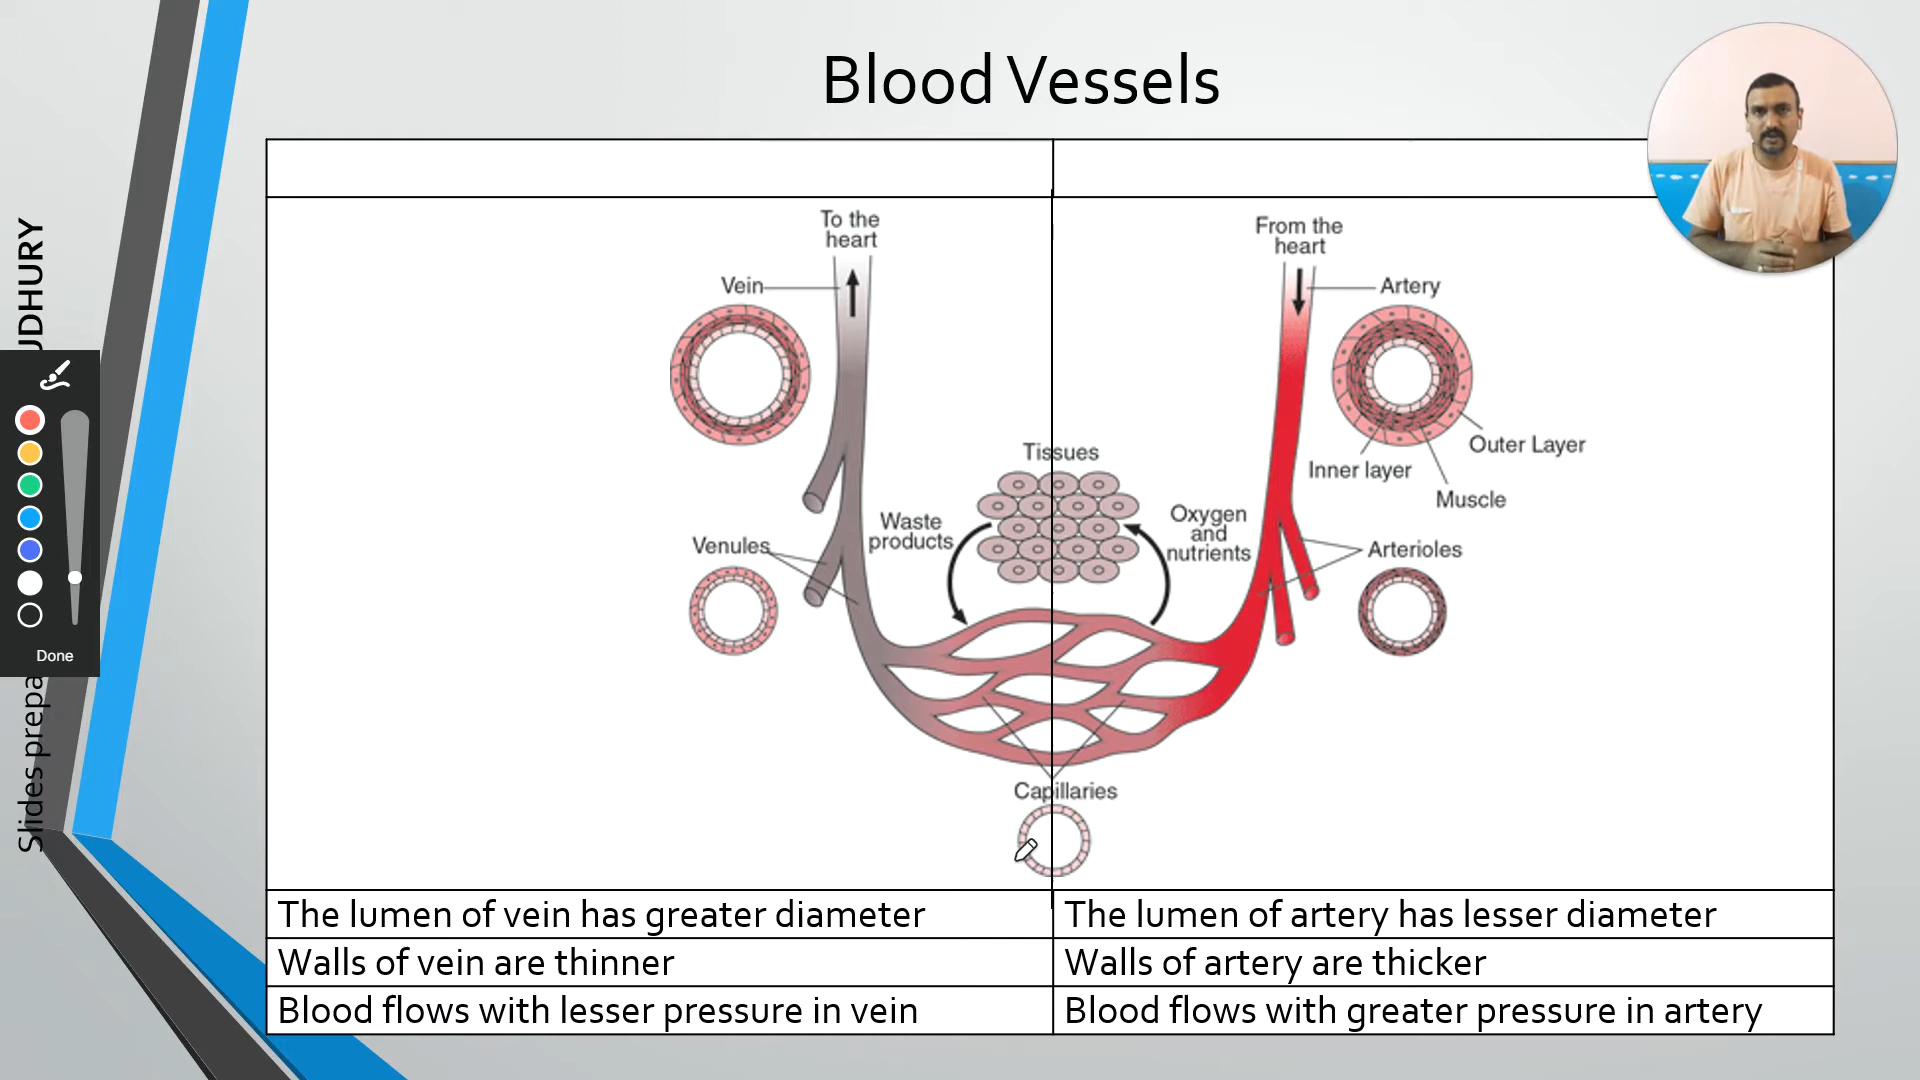 Blood Vessels
To the
heart
From the
heart
Vein
Artery
Outer Layer
Inner layer
Muscle
Tissues
Waste
products
Oxygen
and
nutrients
Venules
Arterioles
Capillaries
The lumen of vein has greater diameter
The lumen of artery has lesser diameter
Walls of vein are thinner
Walls of artery are thicker
Blood flows with lesser pressure in vein
Blood flows with greater pressure in artery
Done
Slides